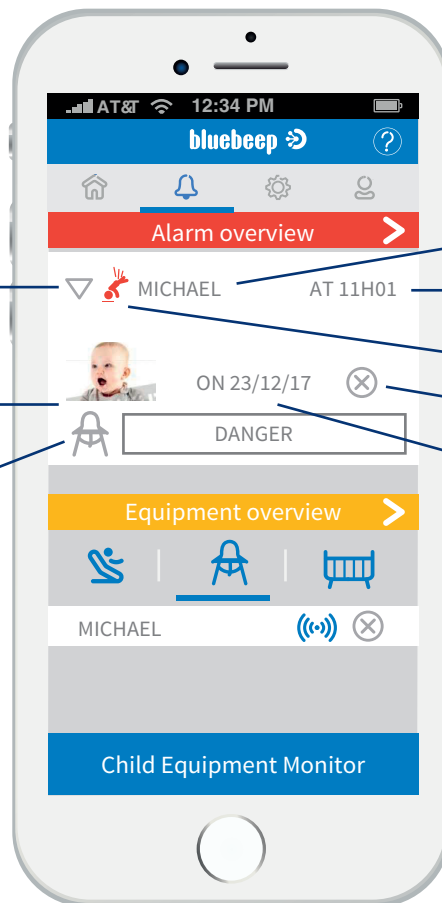 AT&T 12:34 PM
bluebeep
?
Alarm overview
MICHAEL AT 11H01
ON 23/12/17
DANGER
Equipment overview
MICHAEL
Child Equipment Monitor